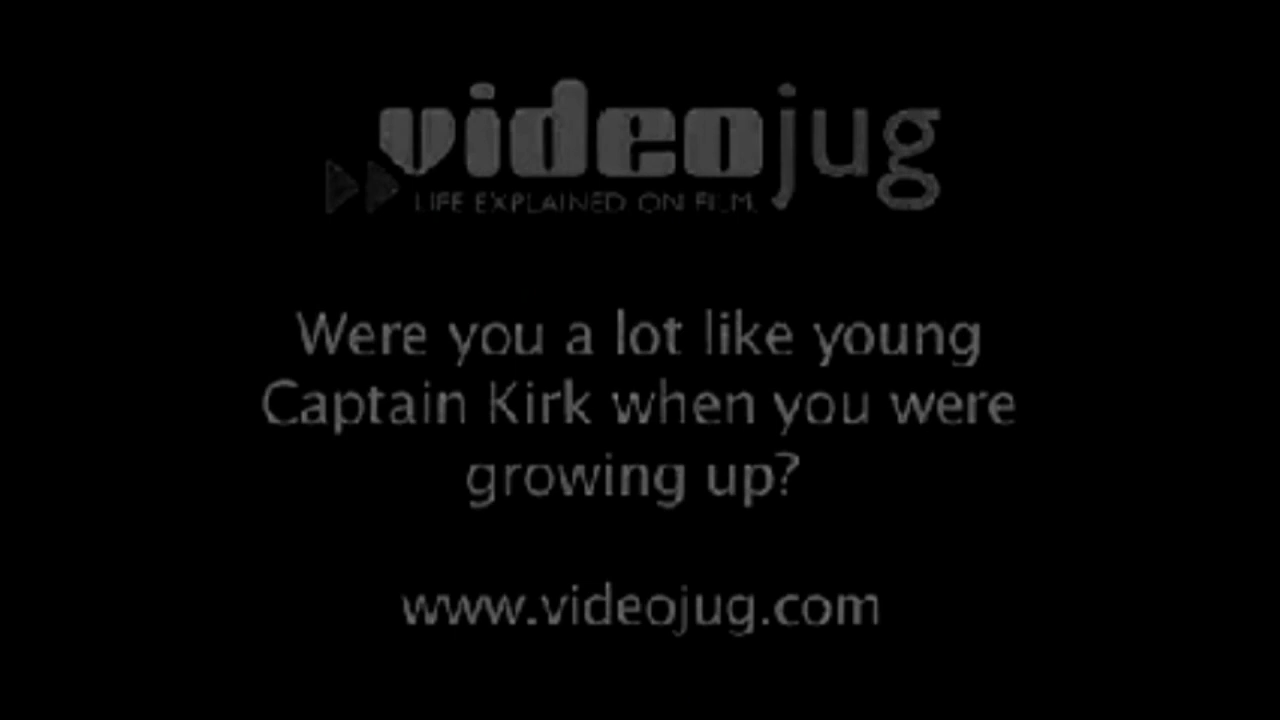 videojug
LIFE EXPLAINED ON FILM.
Were you a lot like young
Captain Kirk when you were
growing up?
www.videojug.com